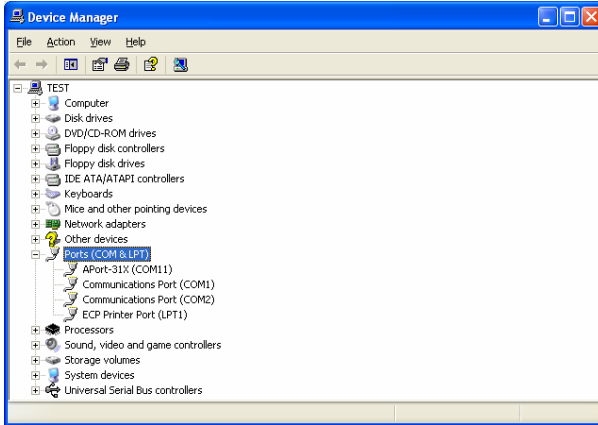 Device Manager
File Action View Help
TEST
Computer
Disk drives
DVD/CD-ROM drives
Floppy disk controllers
Floppy disk drives
IDE ATA/ATAPI controllers
Keyboards
Mice and other pointing devices
Network adapters
Other devices
Ports (COM & LPT)
APort-31X (COM11)
Communications Port (COM1)
Communications Port (COM2)
ECP Printer Port (LPT1)
Processors
Sound, video and game controllers
Storage volumes
System devices
Universal Serial Bus controllers